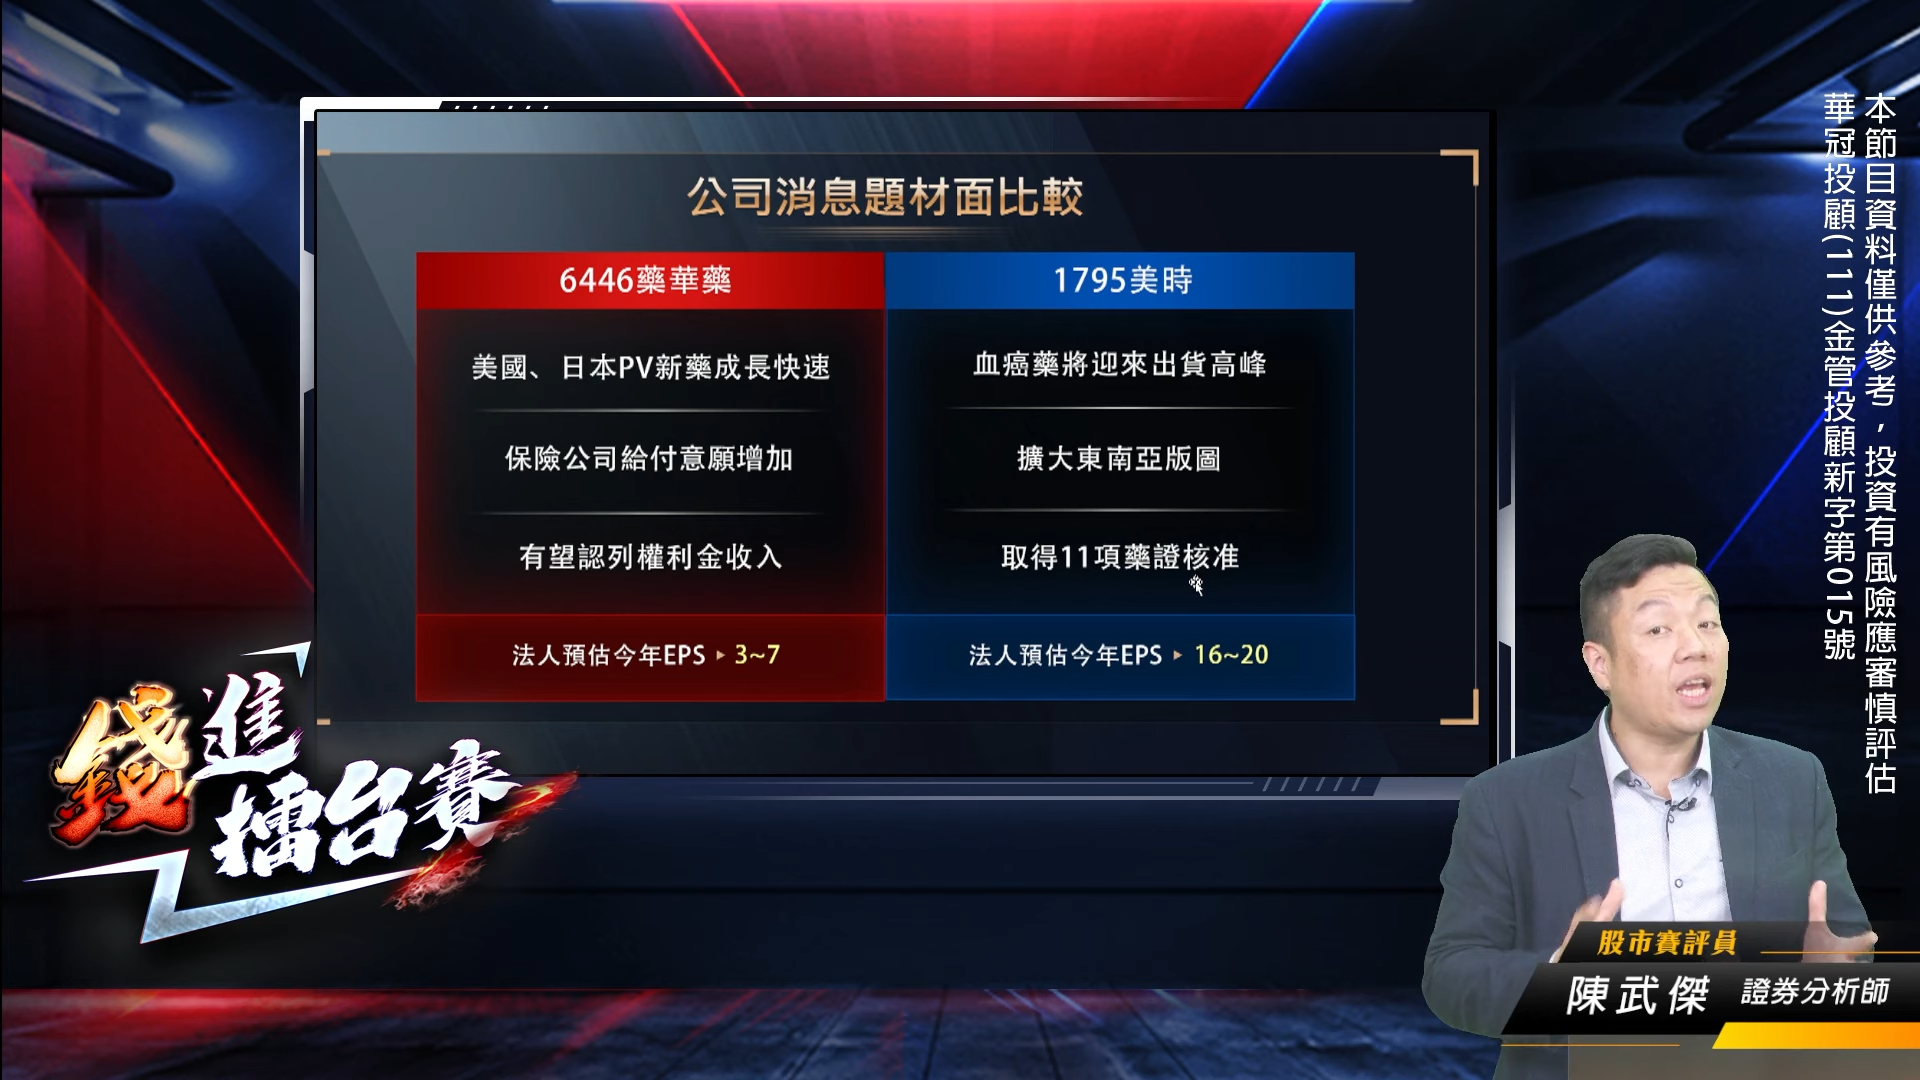 公司消息題材面比較
6446藥華藥
1795美時
美國、日本PV新藥成長快速
血癌藥將迎來出貨高峰
保險公司給付意願增加
擴大東南亞版圖
有望認列權利金收入
取得11項藥證核准
法人預估今年EPS ▸ 3~7
法人預估今年EPS ▸ 16~20
本節目資料僅供參考，投資有風險應審慎評估
華冠投顧(111)金管投顧新字第015號
錢進
擂台賽
股市賽評員
陳武傑 證券分析師